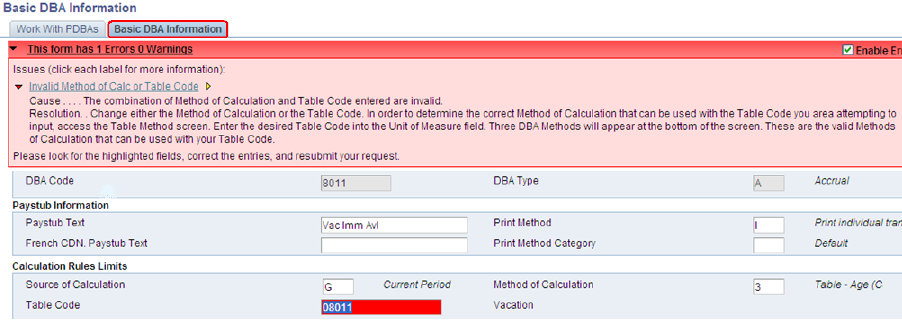 Basic DBA Information
Work With PDBAs Basic DBA Information
This form has 1 Errors 0 Warnings Enable Err
Issues (click each label for more information):
Invalid Method of Calc or Table Code
Cause . . . . The combination of Method of Calculation and Table Code entered are invalid.
Resolution. . Change either the Method of Calculation or the Table Code. In order to determine the correct Method of Calculation that can be used with the Table Code you area attempting to
input, access the Table Method screen. Enter the desired Table Code into the Unit of Measure field. Three DBA Methods will appear at the bottom of the screen. These are the valid Methods
of Calculation that can be used with your Table Code.
Please look for the highlighted fields, correct the entries, and resubmit your request.
DBA Code 8011 DBA Type A Accrual
Paystub Information
Paystub Text Vac Imm Avl Print Method I Print individual tran
French CDN. Paystub Text Print Method Category Default
Calculation Rules Limits
Source of Calculation G Current Period Method of Calculation 3 Table - Age (C
Table Code 08011 Vacation